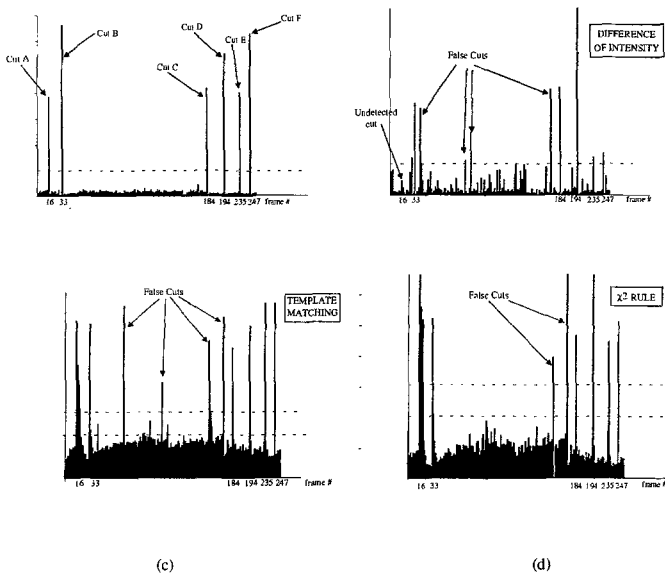 Cut A
Cut B
Cut C
Cut D
Cut E
Cut F
16 33 184 194 235 247 frame #
DIFFERENCE
OF INTENSITY
False Cuts
Undetected
cut
16 33 184 194 235 247 frame #
TEMPLATE
MATCHING
False Cuts
16 33 184 194 235 247 frame #
χ2 RULE
False Cuts
16 33 184 194 235 247 frame #
(c)
(d)